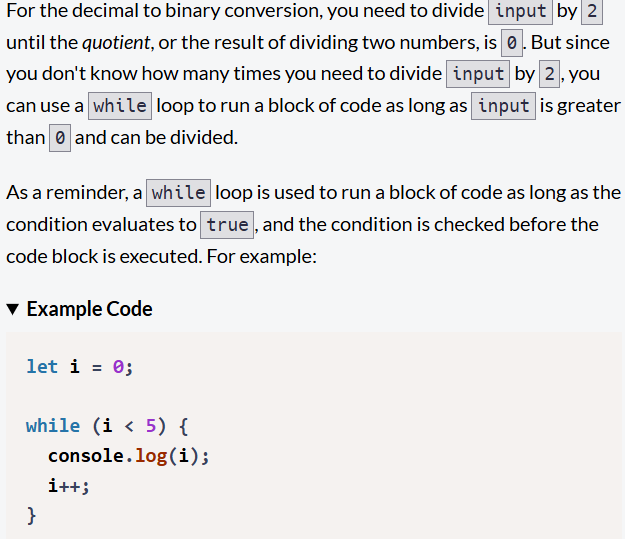 For the decimal to binary conversion, you need to divide input by 2
until the quotient, or the result of dividing two numbers, is 0. But since
you don't know how many times you need to divide input by 2, you
can use a while loop to run a block of code as long as input is greater
than 0 and can be divided.
As a reminder, a while loop is used to run a block of code as long as the
condition evaluates to true, and the condition is checked before the
code block is executed. For example:
▼ Example Code
let i = 0;
while (i < 5) {
  console.log(i);
  i++;
}